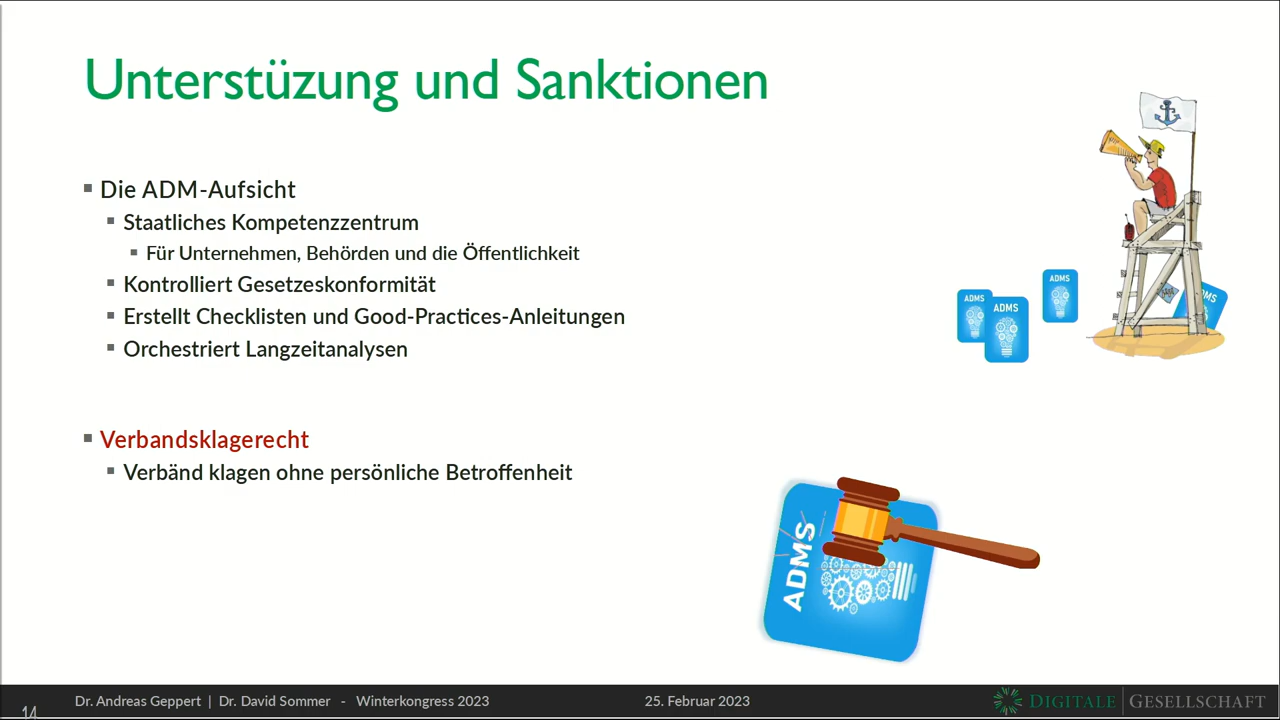 Unterstüzung und Sanktionen
Die ADM-Aufsicht
Staatliches Kompetenzzentrum
Für Unternehmen, Behörden und die Öffentlichkeit
Kontrolliert Gesetzeskonformität
Erstellt Checklisten und Good-Practices-Anleitungen
Orchestriert Langzeitanalysen
ADMS
ADMS
ADMS
ADMS
Verbandsklagerecht
Verbänd klagen ohne persönliche Betroffenheit
ADMS
14
Dr. Andreas Geppert | Dr. David Sommer - Winterkongress 2023
25. Februar 2023
DIGITALE GESELLSCHAFT